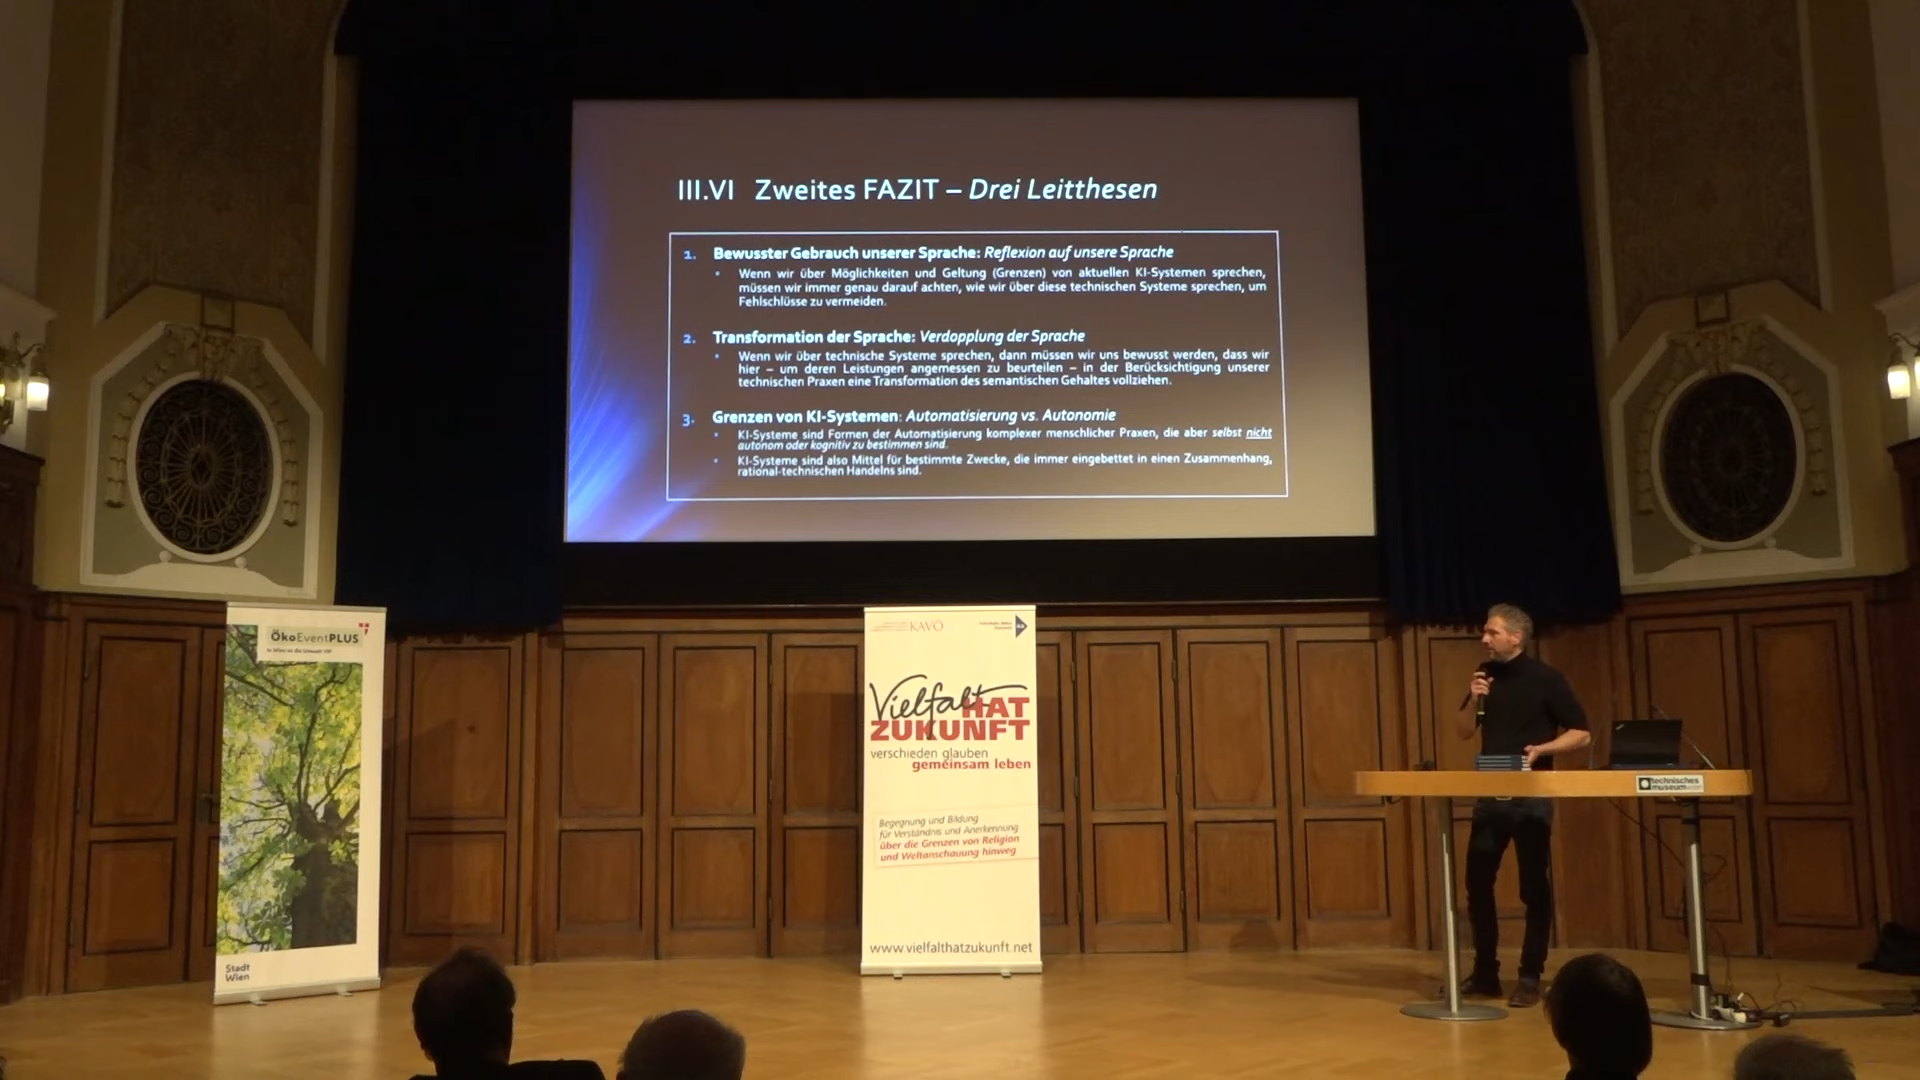 III.VI Zweites FAZIT – Drei Leitthesen
1. Bewusster Gebrauch unserer Sprache: Reflexion auf unsere Sprache
• Wenn wir über Möglichkeiten und Geltung (Grenzen) von aktuellen KI-Systemen sprechen,
müssen wir immer genau darauf achten, wie wir über diese technischen Systeme sprechen, um
Fehlschlüsse zu vermeiden.
2. Transformation der Sprache: Verdopplung der Sprache
• Wenn wir über technische Systeme sprechen, dann müssen wir uns bewusst werden, dass wir
hier – um deren Leistungen angemessen zu beurteilen – in der Berücksichtigung unserer
technischen Praxen eine Transformation des semantischen Gehaltes vollziehen.
3. Grenzen von KI-Systemen: Automatisierung vs. Autonomie
• KI-Systeme sind Formen der Automatisierung komplexer menschlicher Praxen, die aber selbst nicht
autonom oder kognitiv zu bestimmen sind.
• KI-Systeme sind also Mittel für bestimmte Zwecke, die immer eingebettet in einen Zusammenhang,
rational-technischen Handelns sind.
ÖkoEventPLUS
in Wien ist die Umwelt VIP
Stadt
Wien
KAVÖ
Vielfalt HAT
ZUKUNFT
verschieden glauben
gemeinsam leben
Begegnung und Bildung
für Verständnis und Anerkennung
über die Grenzen von Religion
und Weltanschauung hinweg
www.vielfalthatzukunft.net
technisches
museum